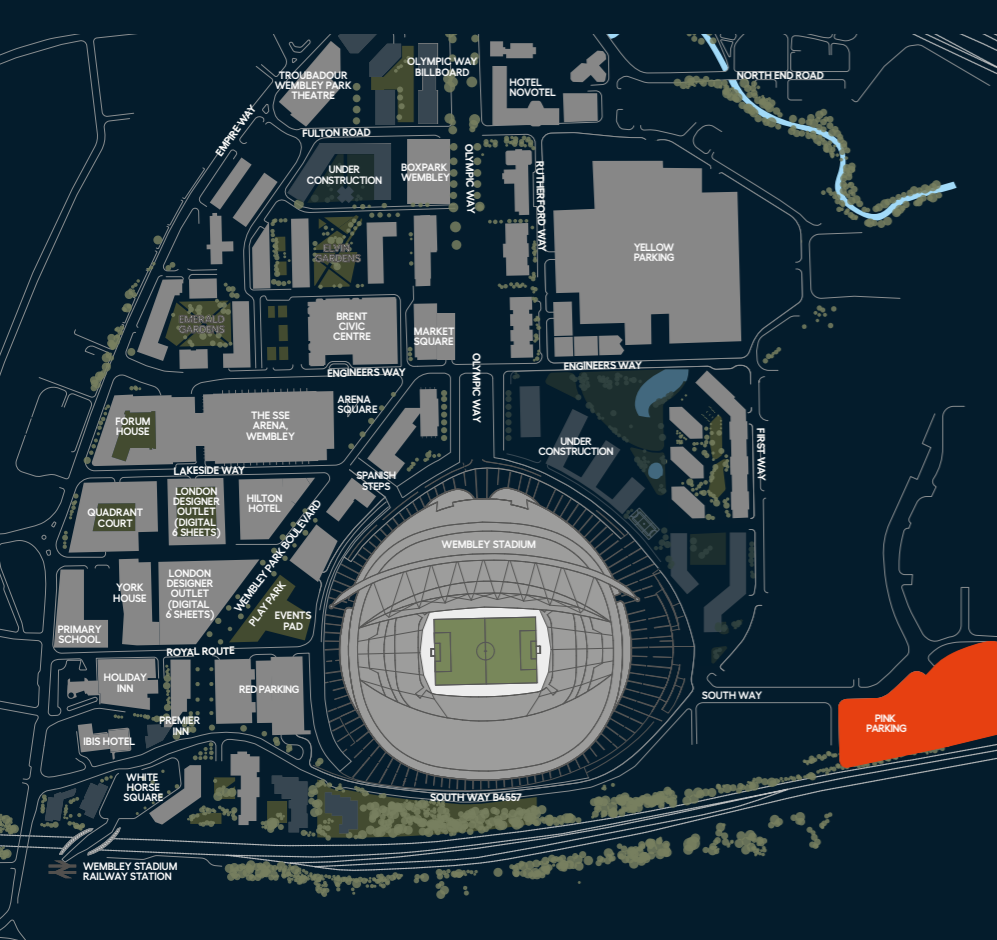 OLYMPIC WAY
BILLBOARD
TROUBADOUR
WEMBLEY PARK
THEATRE
HOTEL
NOVOTEL
NORTH END ROAD
EMPIRE WAY
FULTON ROAD
UNDER
CONSTRUCTION
BOXPARK
WEMBLEY
OLYMPIC WAY
RUTHERFORD WAY
ELVIN
GARDENS
YELLOW
PARKING
EMERALD
GARDENS
BRENT
CIVIC
CENTRE
MARKET
SQUARE
ENGINEERS WAY
ENGINEERS WAY
OLYMPIC WAY
ARENA
SQUARE
FORUM
HOUSE
THE SSE
ARENA,
WEMBLEY
UNDER
CONSTRUCTION
FIRST WAY
LAKESIDE WAY
SPANISH
STEPS
QUADRANT
COURT
LONDON
DESIGNER
OUTLET
(DIGITAL
6 SHEETS)
HILTON
HOTEL
WEMBLEY PARK BOULEVARD
WEMBLEY STADIUM
YORK
HOUSE
LONDON
DESIGNER
OUTLET
(DIGITAL
6 SHEETS)
PLAY PARK
EVENTS
PAD
PRIMARY
SCHOOL
ROYAL ROUTE
HOLIDAY
INN
RED PARKING
SOUTH WAY
PINK
PARKING
PREMIER
INN
IBIS HOTEL
WHITE
HORSE
SQUARE
SOUTH WAY B4557
WEMBLEY STADIUM
RAILWAY STATION